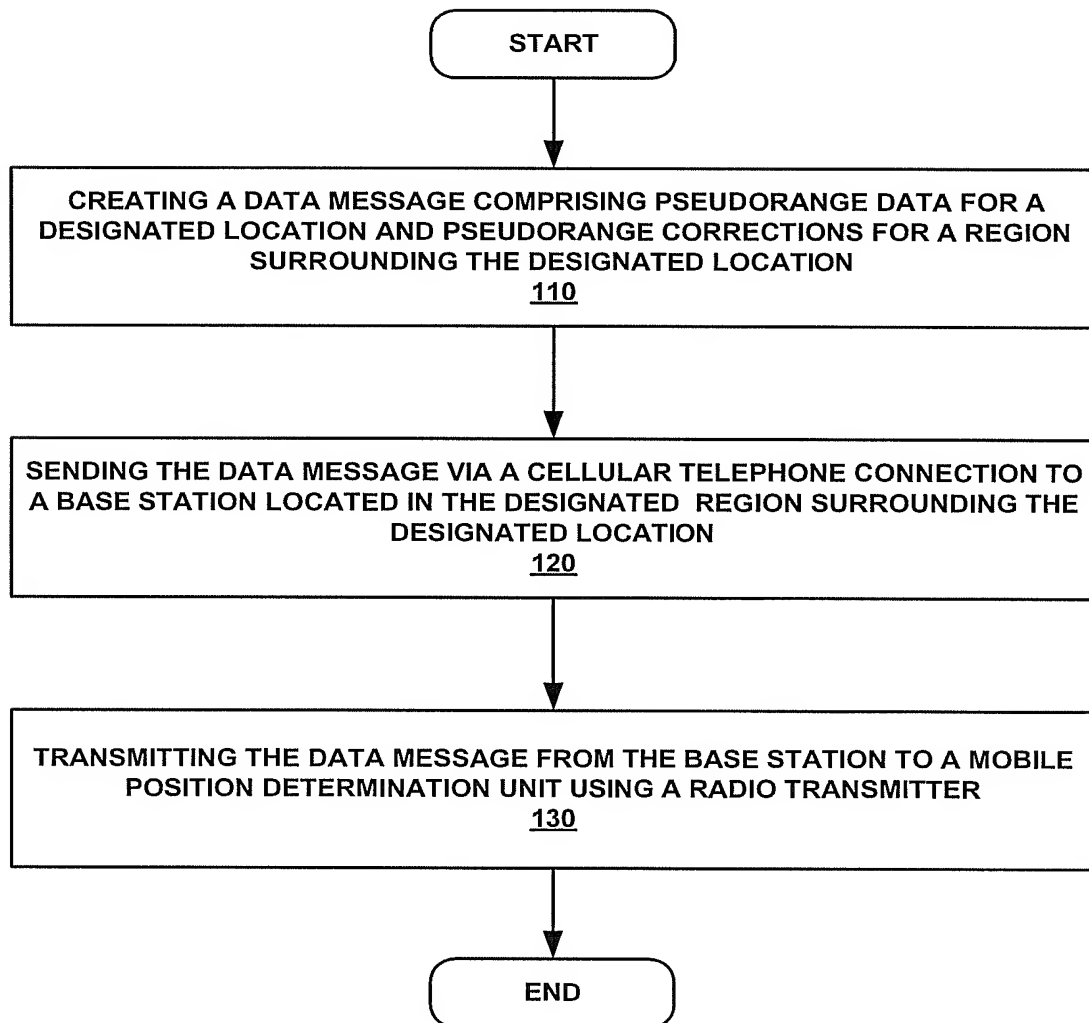 START
CREATING A DATA MESSAGE COMPRISING PSEUDORANGE DATA FOR A
DESIGNATED LOCATION AND PSEUDORANGE CORRECTIONS FOR A REGION
SURROUNDING THE DESIGNATED LOCATION
110
SENDING THE DATA MESSAGE VIA A CELLULAR TELEPHONE CONNECTION TO
A BASE STATION LOCATED IN THE DESIGNATED REGION SURROUNDING THE
DESIGNATED LOCATION
120
TRANSMITTING THE DATA MESSAGE FROM THE BASE STATION TO A MOBILE
POSITION DETERMINATION UNIT USING A RADIO TRANSMITTER
130
END